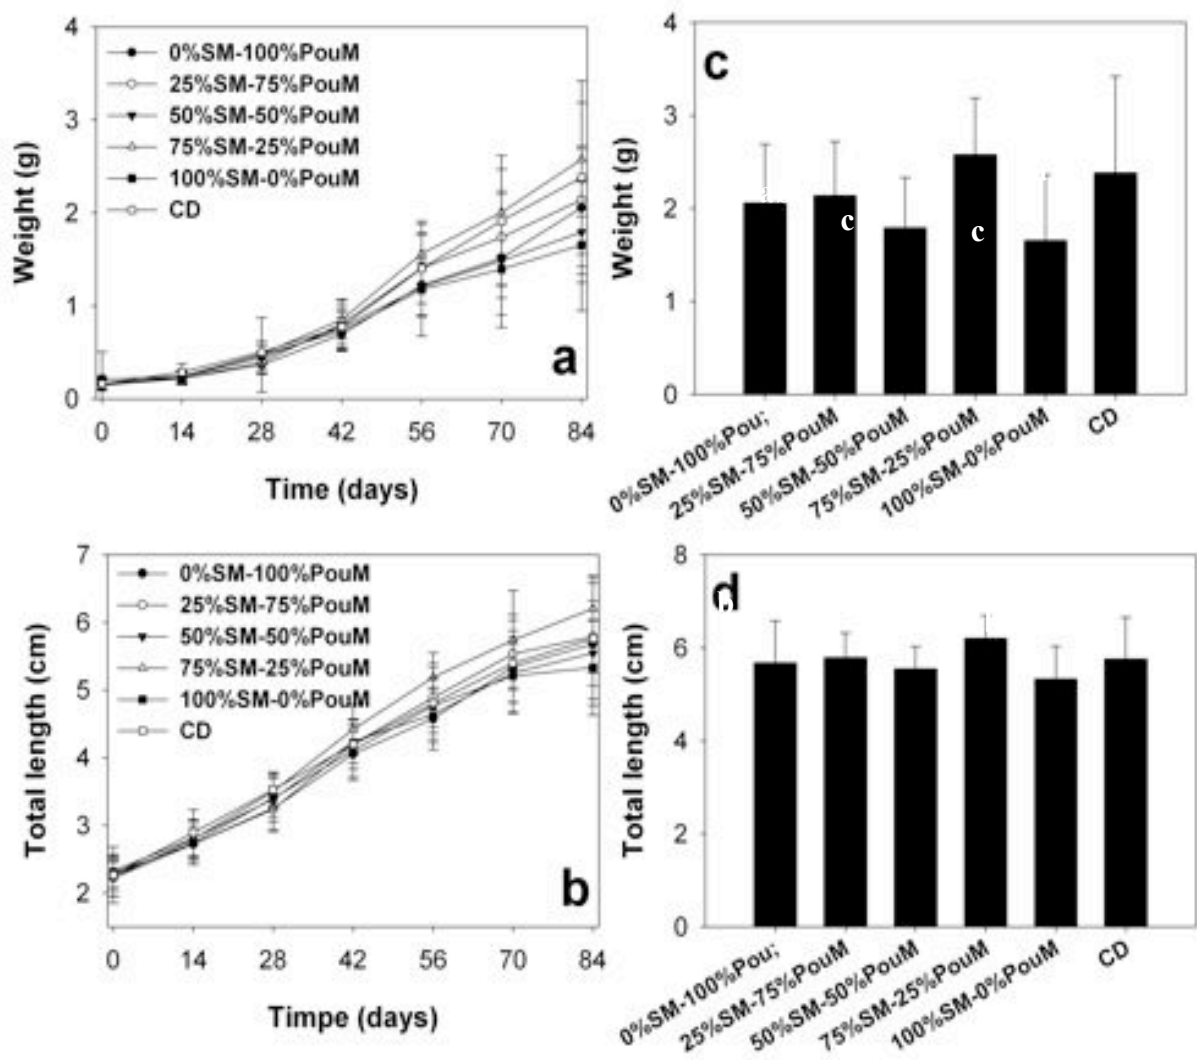 4
3
2
1
0
Weight (g)
0%SM-100%PouM
25%SM-75%PouM
50%SM-50%PouM
75%SM-25%PouM
100%SM-0%PouM
CD
a
0 14 28 42 56 70 84
Time (days)
4
3
2
1
0
Weight (g)
c
c
c
0%SM-100%Pou;
25%SM-75%PouM
50%SM-50%PouM
75%SM-25%PouM
100%SM-0%PouM
CD
7
6
5
4
3
2
Total length (cm)
0%SM-100%PouM
25%SM-75%PouM
50%SM-50%PouM
75%SM-25%PouM
100%SM-0%PouM
CD
b
0 14 28 42 56 70 84
Timpe (days)
8
6
4
2
0
Total length (cm)
d
0%SM-100%Pou;
25%SM-75%PouM
50%SM-50%PouM
75%SM-25%PouM
100%SM-0%PouM
CD